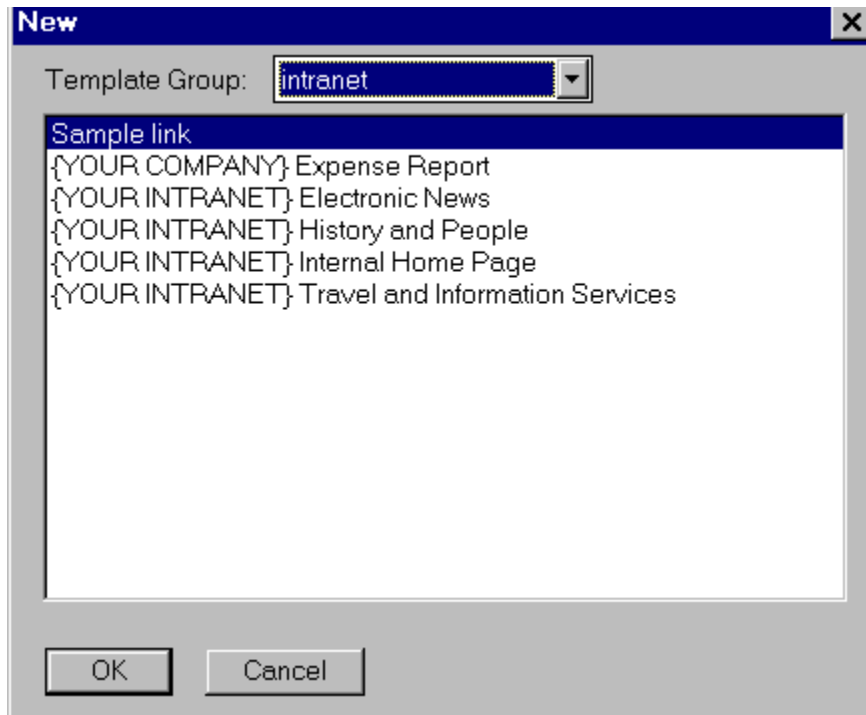 New
Template Group: intranet
Sample link
{YOUR COMPANY} Expense Report
{YOUR INTRANET} Electronic News
{YOUR INTRANET} History and People
{YOUR INTRANET} Internal Home Page
{YOUR INTRANET} Travel and Information Services
OK Cancel